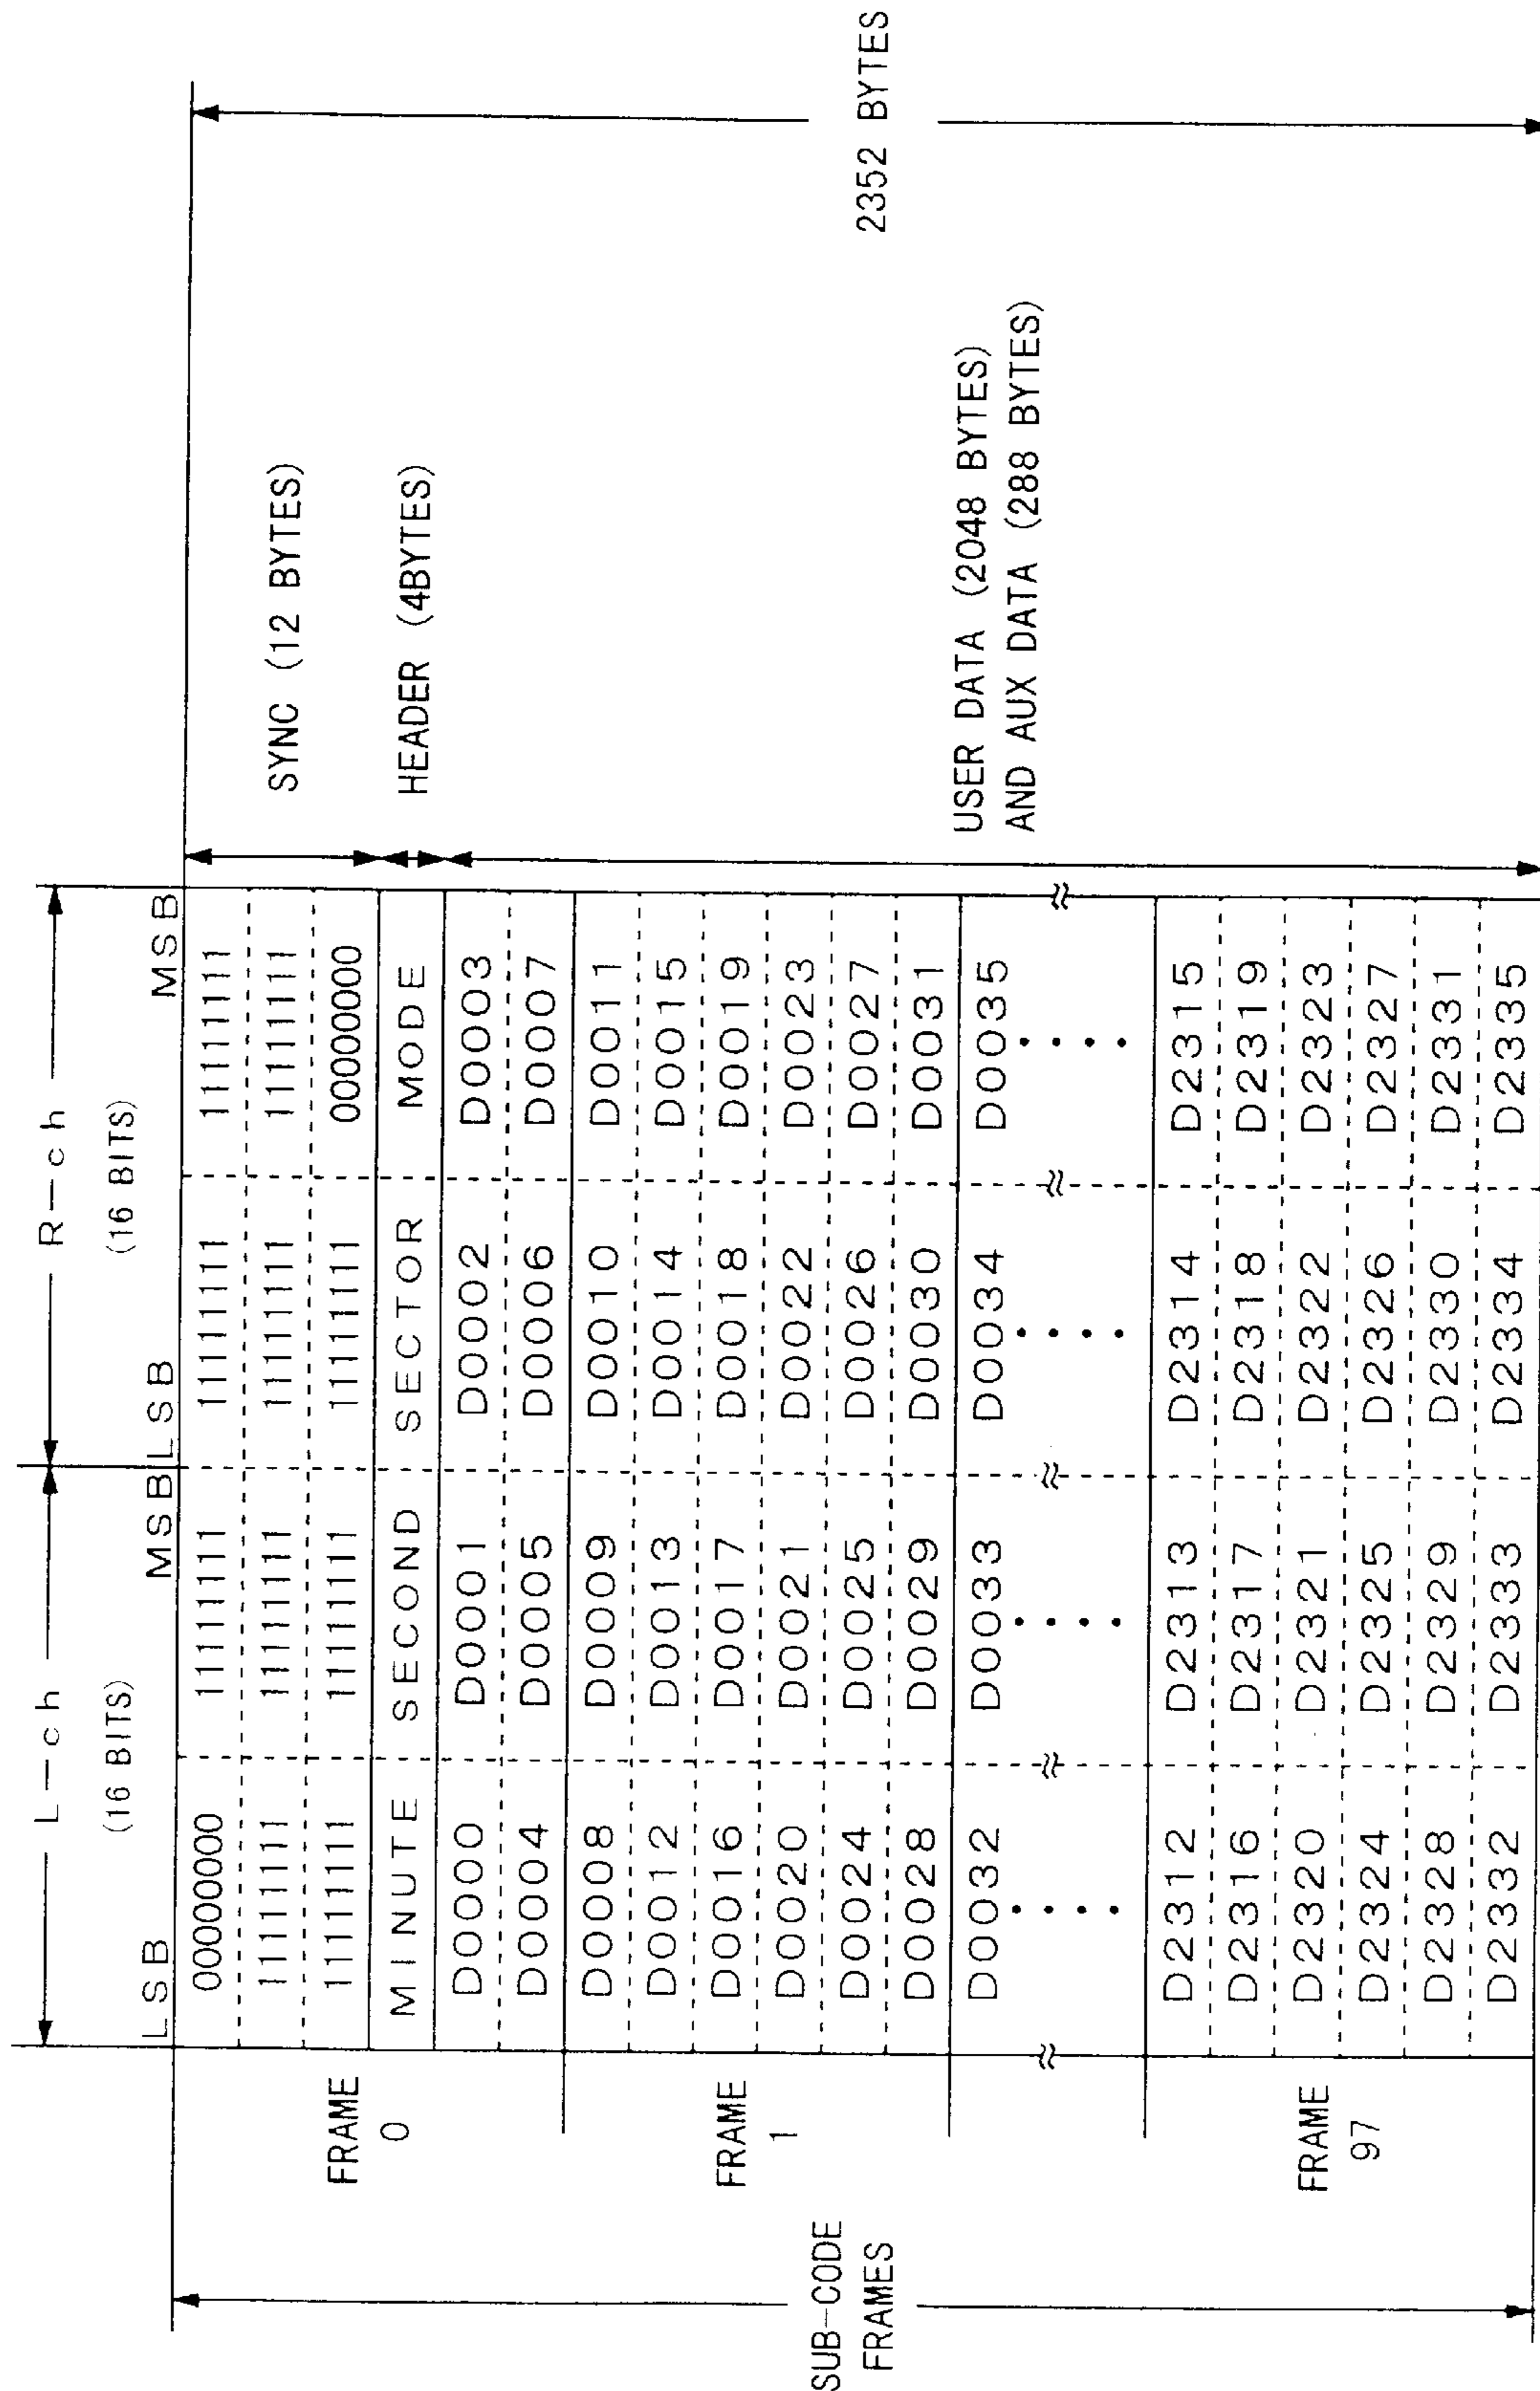 L-ch R-ch
(16 BITS) (16 BITS)
LSB MSB LSB MSB
FRAME 0
00000000 11111111 11111111 11111111
11111111 11111111 11111111 11111111
11111111 11111111 11111111 00000000
MINUTE SECOND SECTOR MODE
D0000 D0001 D0002 D0003
D0004 D0005 D0006 D0007
FRAME 1
D0008 D0009 D0010 D0011
D0012 D0013 D0014 D0015
D0016 D0017 D0018 D0019
D0020 D0021 D0022 D0023
D0024 D0025 D0026 D0027
D0028 D0029 D0030 D0031
D0032 D0033 D0034 D0035
FRAME 97
D2312 D2313 D2314 D2315
D2316 D2317 D2318 D2319
D2320 D2321 D2322 D2323
D2324 D2325 D2326 D2327
D2328 D2329 D2330 D2331
D2332 D2333 D2334 D2335
SUB-CODE
FRAMES
SYNC (12 BYTES)
HEADER (4BYTES)
USER DATA (2048 BYTES)
AND AUX DATA (288 BYTES)
2352 BYTES